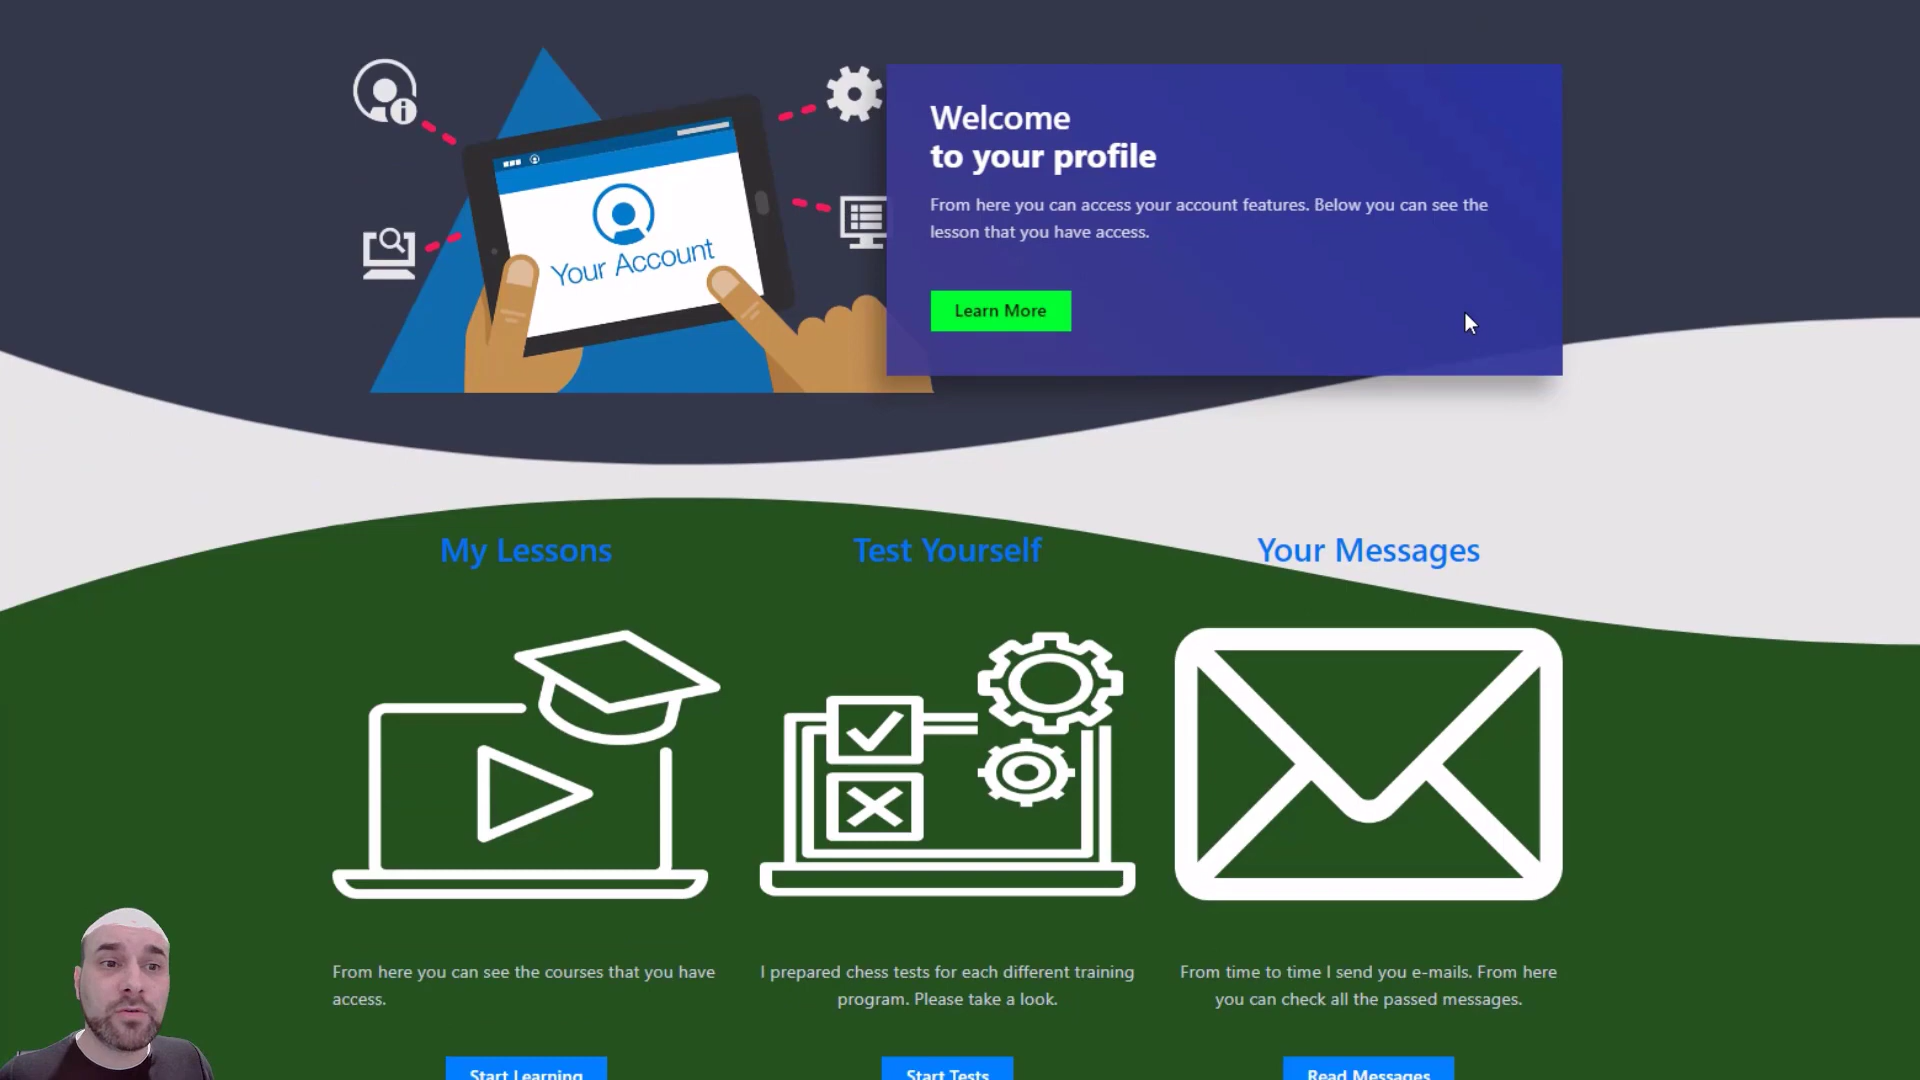 Your Account
Welcome
to your profile
From here you can access your account features. Below you can see the
lesson that you have access.
Learn More
My Lessons
Test Yourself
Your Messages
From here you can see the courses that you have
access.
I prepared chess tests for each different training
program. Please take a look.
From time to time I send you e-mails. From here
you can check all the passed messages.
Start Learning
Start Tests
Read Messages